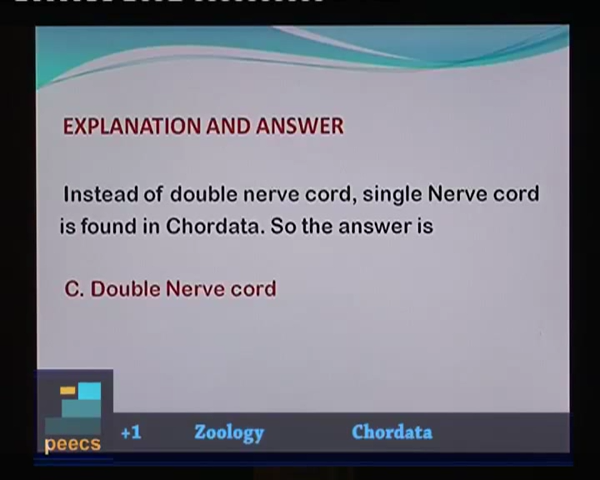 EXPLANATION AND ANSWER
Instead of double nerve cord, single Nerve cord
is found in Chordata. So the answer is
C. Double Nerve cord
peecs
+1 Zoology Chordata